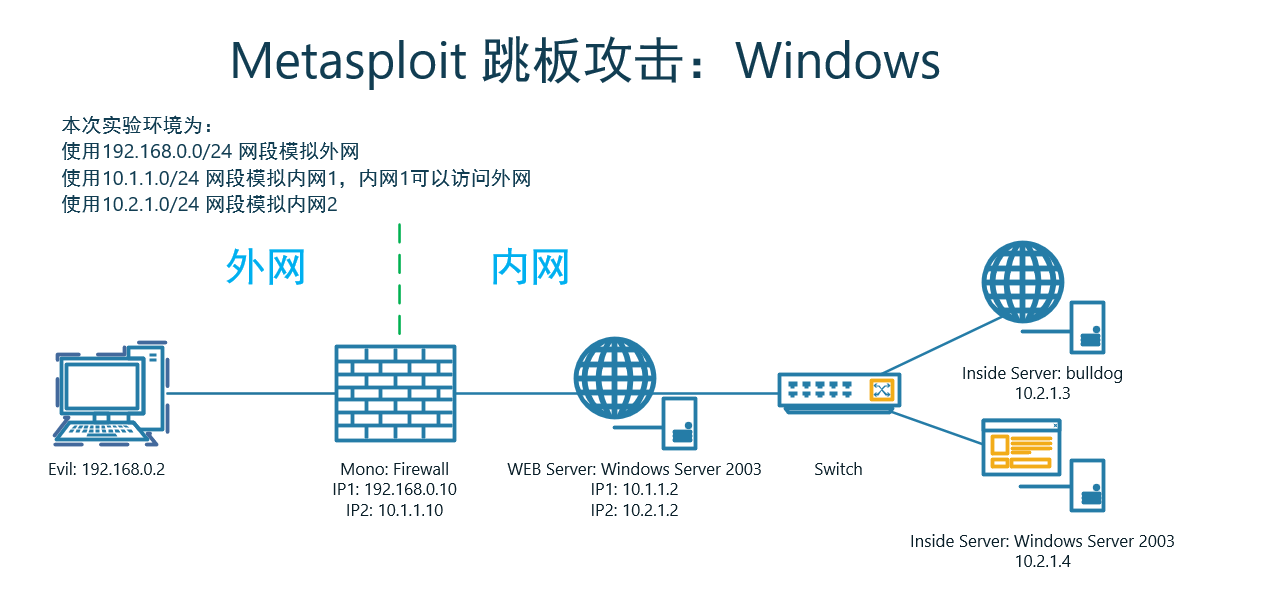 Metasploit 跳板攻击：Windows
本次实验环境为：
使用192.168.0.0/24 网段模拟外网
使用10.1.1.0/24 网段模拟内网1，内网1可以访问外网
使用10.2.1.0/24 网段模拟内网2
外网
内网
Evil: 192.168.0.2
Mono: Firewall
IP1: 192.168.0.10
IP2: 10.1.1.10
WEB Server: Windows Server 2003
IP1: 10.1.1.2
IP2: 10.2.1.2
Switch
Inside Server: bulldog
10.2.1.3
Inside Server: Windows Server 2003
10.2.1.4